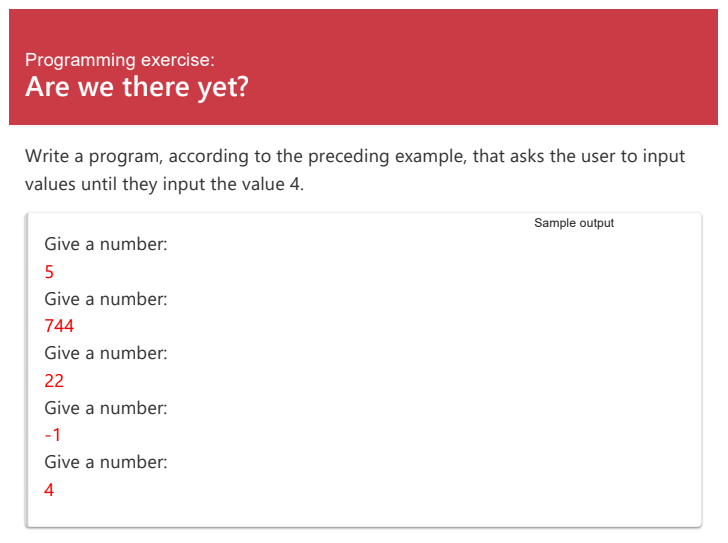 Programming exercise:
Are we there yet?
Write a program, according to the preceding example, that asks the user to input
values until they input the value 4.
Sample output
Give a number:
5
Give a number:
744
Give a number:
22
Give a number:
-1
Give a number:
4